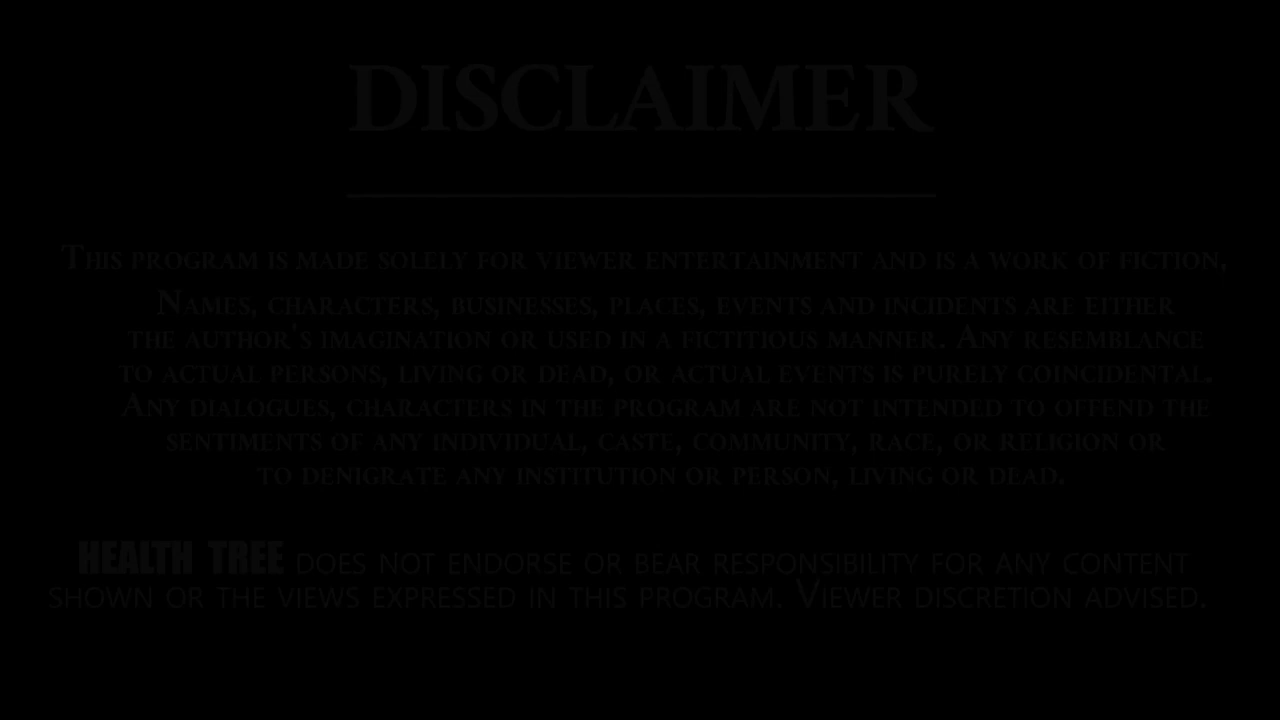 DISCLAIMER
This program is made solely for viewer entertainment and is a work of fiction,
Names, characters, businesses, places, events and incidents are either
the author's imagination or used in a fictitious manner. Any resemblance
to actual persons, living or dead, or actual events is purely coincidental.
Any dialogues, characters in the program are not intended to offend the
sentiments of any individual, caste, community, race, or religion or
to denigrate any institution or person, living or dead.
HEALTH TREE does not endorse or bear responsibility for any content
shown or the views expressed in this program. Viewer discretion advised.